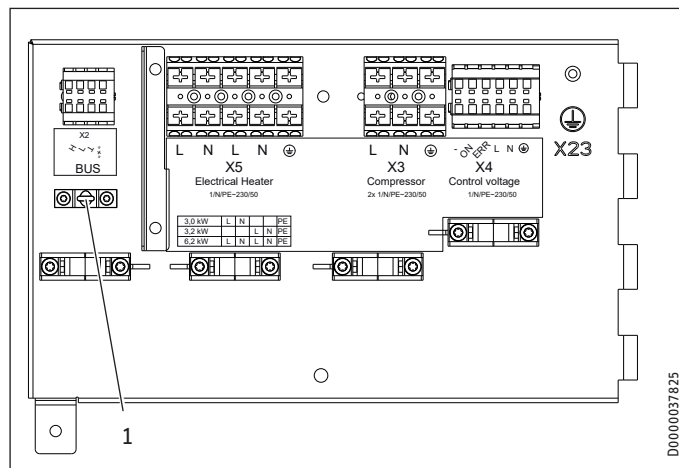 X2
H L ⊥
BUS
L N L N
X5
Electrical Heater
1/N/PE~230/50
3,0 kW L N PE
3,2 kW L N PE
6,2 kW L N L N PE
L N
X3
Compressor
2x 1/N/PE~230/50
- ON ERR L N
X4
Control voltage
1/N/PE~230/50
X23
1
D0000037825